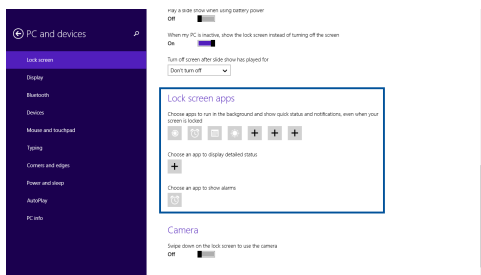 PC and devices
Lock screen
Display
Bluetooth
Devices
Mouse and touchpad
Typing
Corners and edges
Power and sleep
AutoPlay
PC info
Play a slide show when using battery power
Off
When my PC is inactive, show the lock screen instead of turning off the screen
On
Turn off screen after slide show has played for
Don't turn off
Lock screen apps
Choose apps to run in the background and show quick status and notifications, even when your
screen is locked
Choose an app to display detailed status
Choose an app to show alarms
Camera
Swipe down on the lock screen to use the camera
Off